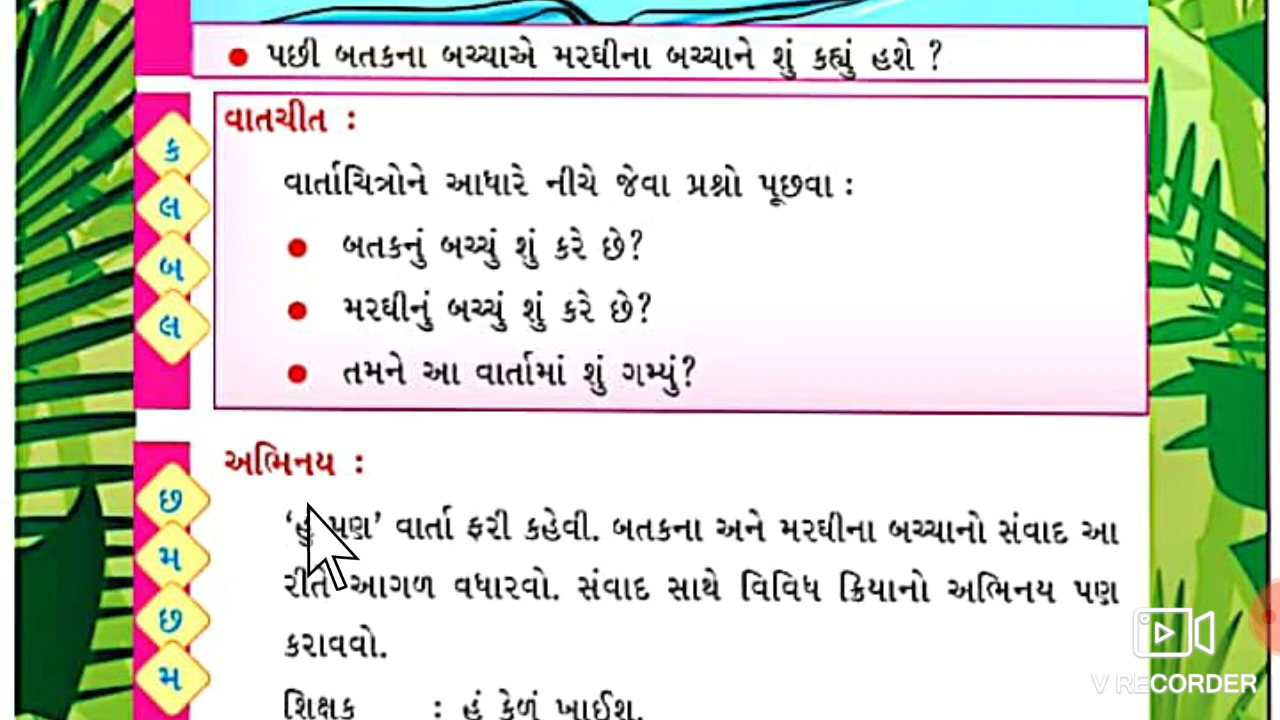 ● પછી બતકના બચ્ચાએ મરઘીના બચ્ચાને શું કહ્યું હશે ?
વાતચીત :
વાર્તાચિત્રોને આધારે નીચે જેવા પ્રશ્નો પૂછવા :
● બતકનું બચ્ચું શું કરે છે?
● મરઘીનું બચ્ચું શું કરે છે?
● તમને આ વાર્તામાં શું ગમ્યું?
ક
લ
બ
લ
અભિનય :
‘હું પણ’ વાર્તા ફરી કહેવી. બતકના અને મરઘીના બચ્ચાનો સંવાદ આ
રીતે આગળ વધારવો. સંવાદ સાથે વિવિધ ક્રિયાનો અભિનય પણ
કરાવવો.
શિક્ષક : હું કેળું ખાઈશ.
છ
મ
છ
મ
V RECORDER